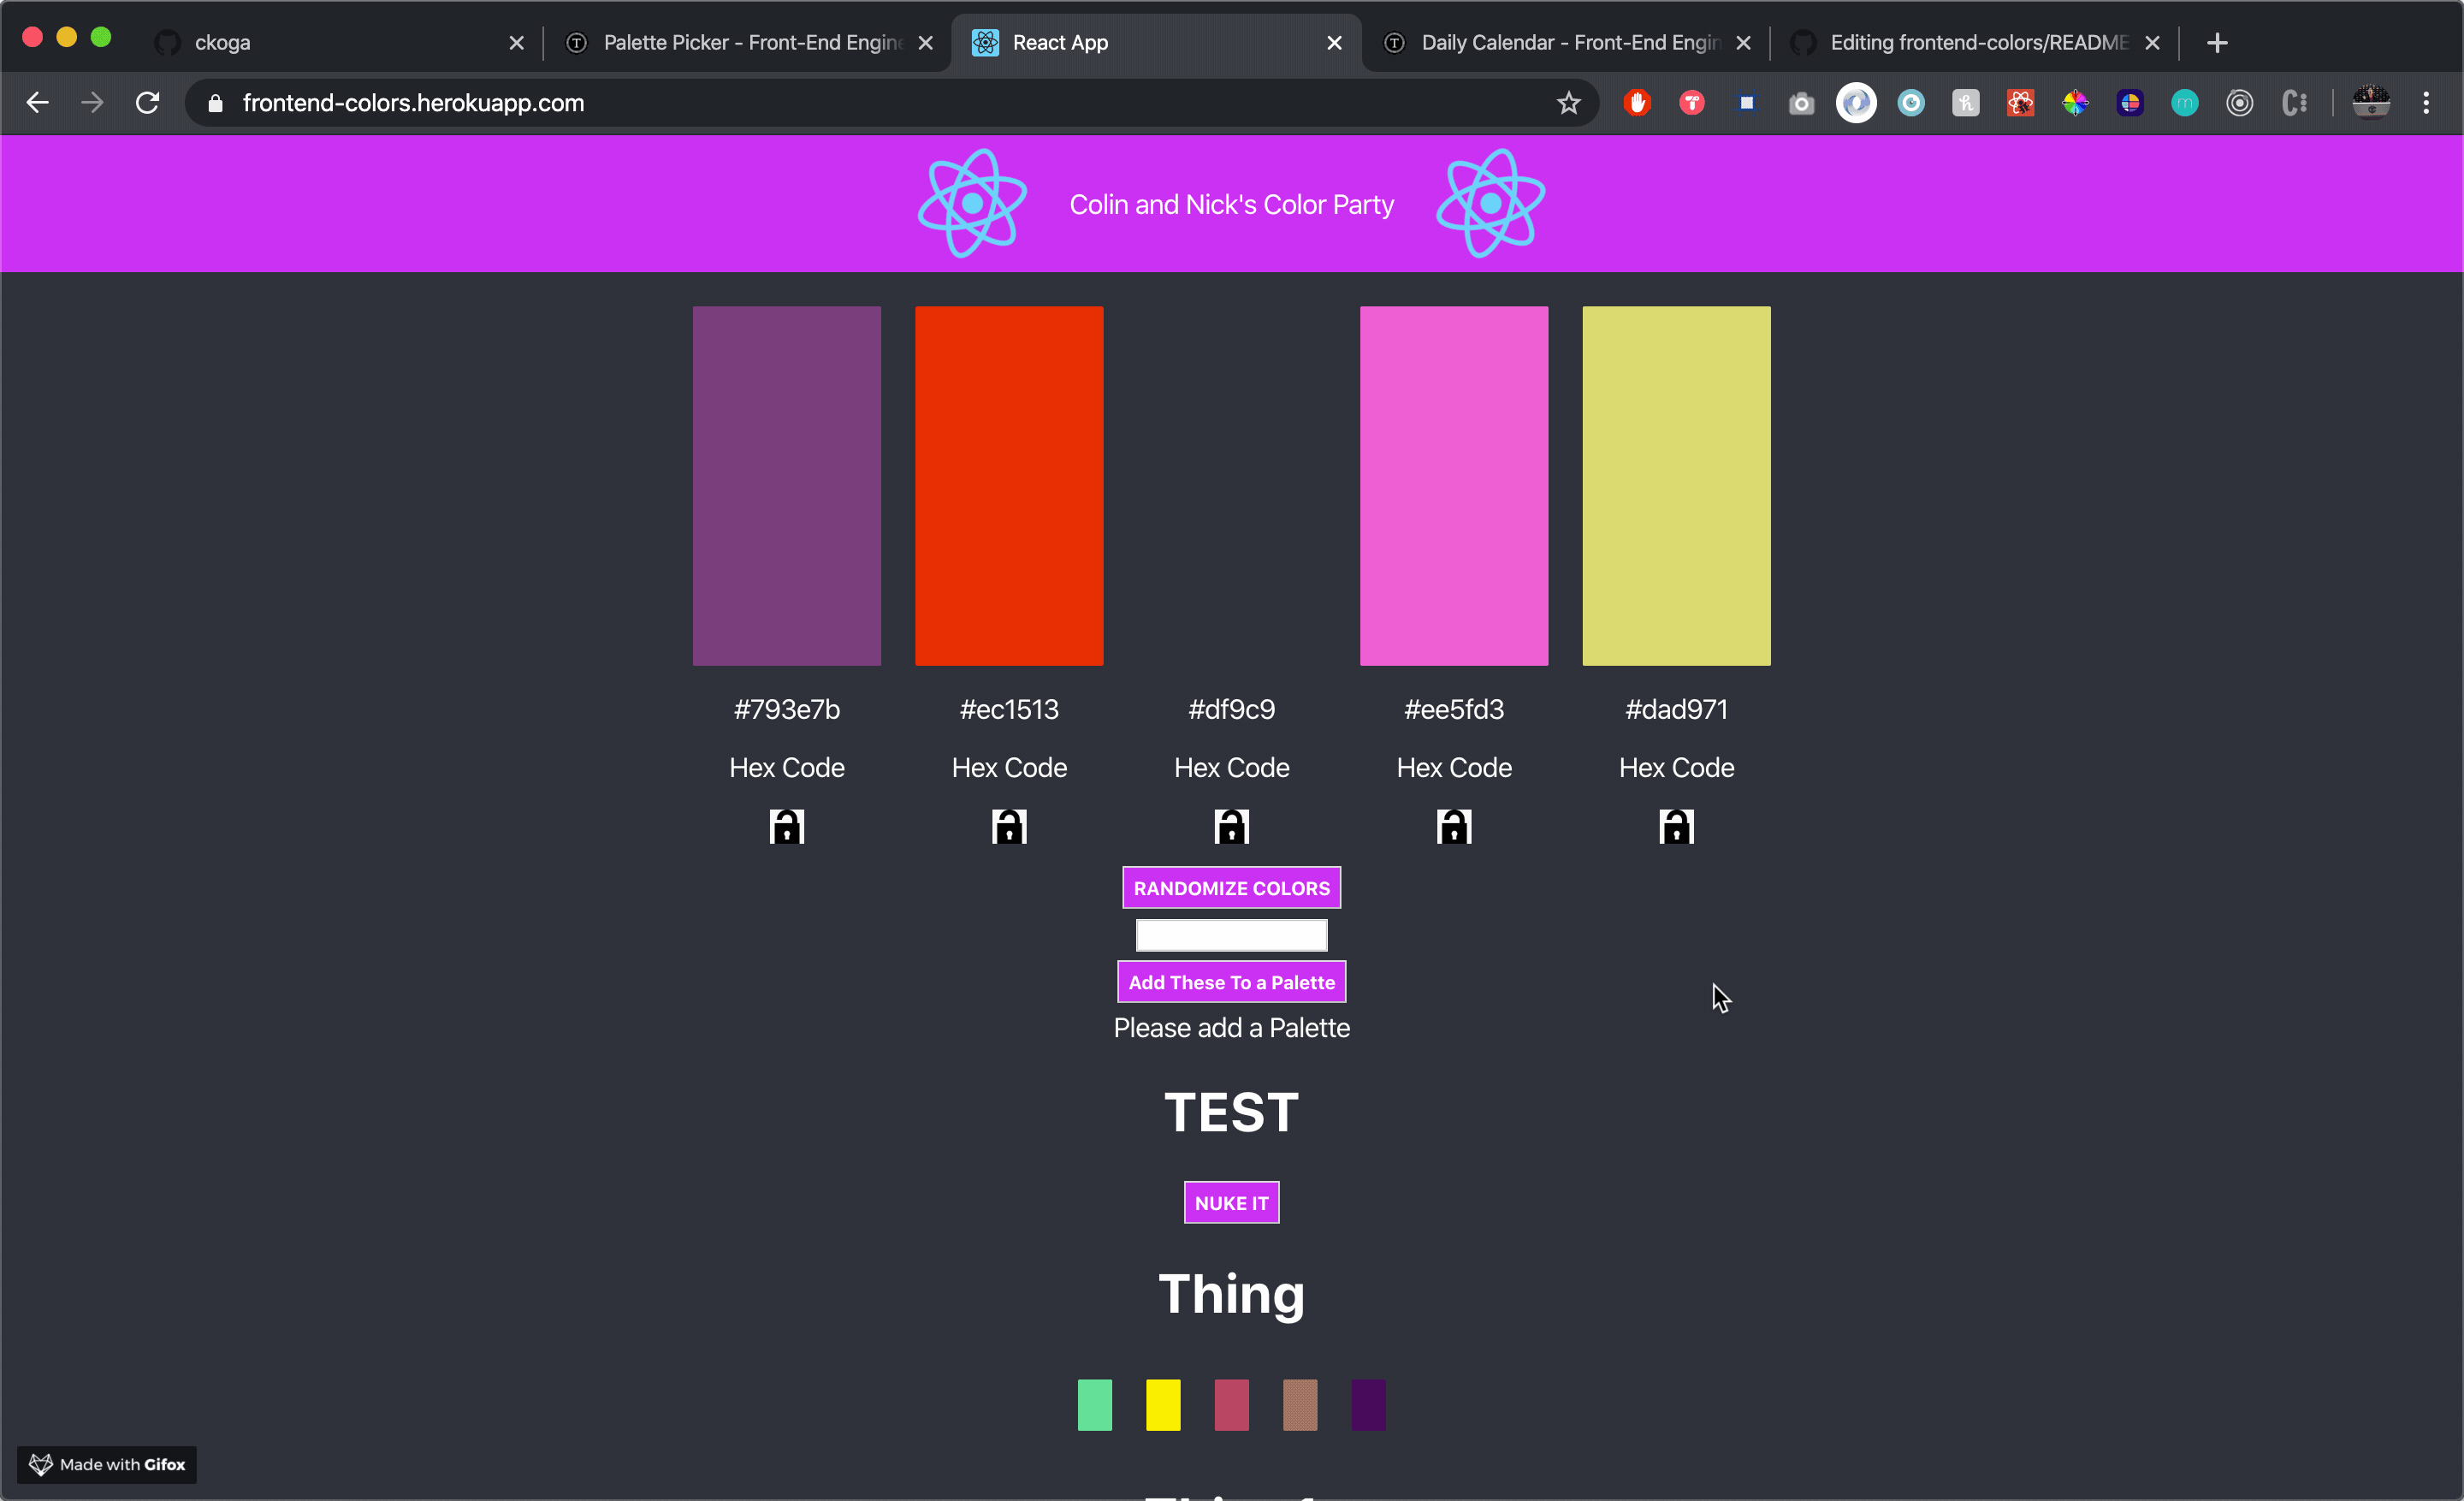 ckoga
Palette Picker - Front-End Engine
React App
Daily Calendar - Front-End Engin
Editing frontend-colors/README
frontend-colors.herokuapp.com
Colin and Nick's Color Party
#793e7b #ec1513 #df9c9 #ee5fd3 #dad971
Hex Code Hex Code Hex Code Hex Code Hex Code
RANDOMIZE COLORS
Add These To a Palette
Please add a Palette
TEST
NUKE IT
Thing
Made with Gifox